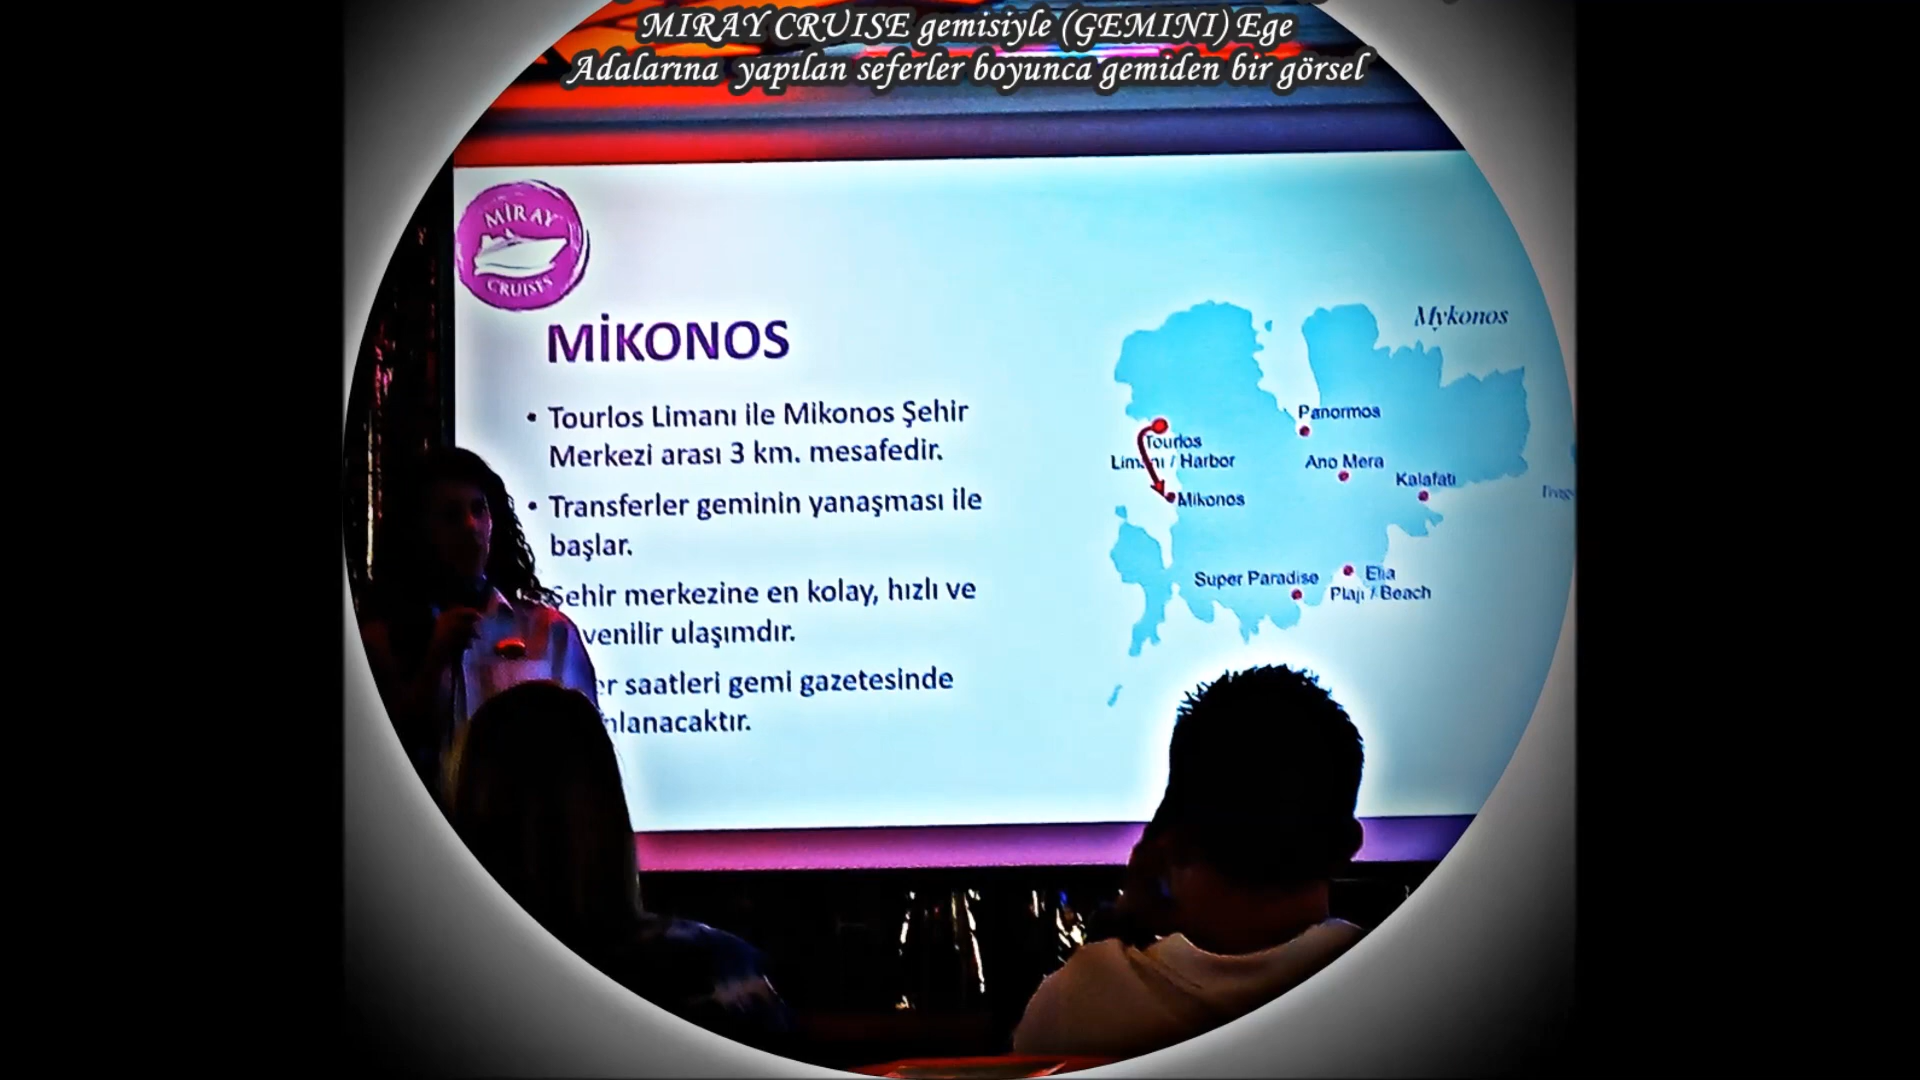 MIRAY CRUISE gemisiyle (GEMINI) Ege
Adalarına yapılan seferler boyunca gemiden bir görsel
MİRAY
CRUISES
MİKONOS
• Tourlos Limanı ile Mikonos Şehir
Merkezi arası 3 km. mesafedir.
• Transferler geminin yanaşması ile
başlar.
Şehir merkezine en kolay, hızlı ve
venilir ulaşımdır.
saatleri gemi gazetesinde
Mykonos
Panormos
Tourlos
Limanı / Harbor
Ano Mera
Kalafati
Mikonos
Super Paradise
Elia
Plajı / Beach